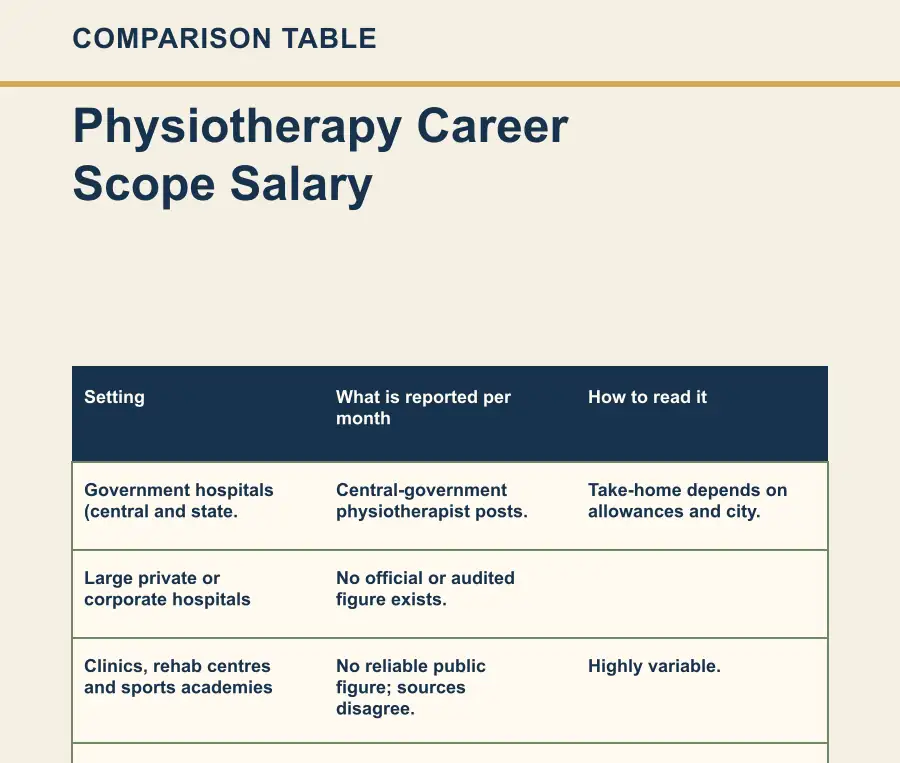 COMPARISON TABLE
Physiotherapy Career
Scope Salary
Setting
What is reported per
month
How to read it
Government hospitals
(central and state.
Central-government
physiotherapist posts.
Take-home depends on
allowances and city.
Large private or
corporate hospitals
No official or audited
figure exists.
Clinics, rehab centres
and sports academies
No reliable public
figure; sources
disagree.
Highly variable.